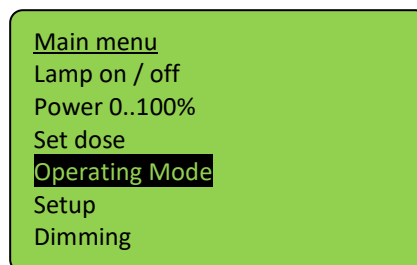 Main menu
Lamp on / off
Power 0..100%
Set dose
Operating Mode
Setup
Dimming